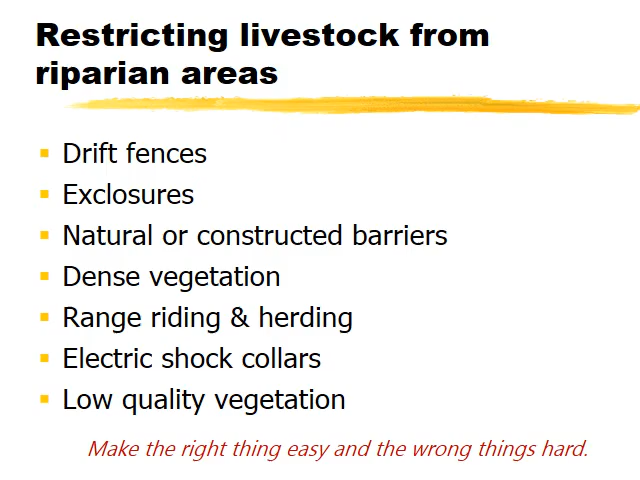 Restricting livestock from
riparian areas
Drift fences
Exclosures
Natural or constructed barriers
Dense vegetation
Range riding & herding
Electric shock collars
Low quality vegetation
Make the right thing easy and the wrong things hard.